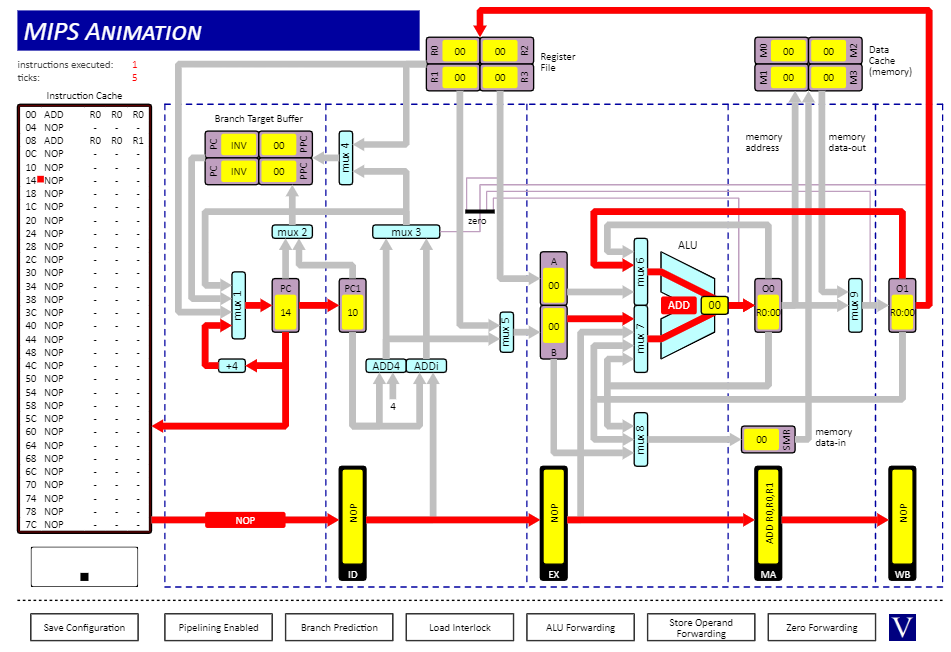 MIPS ANIMATION
instructions executed: 1
ticks: 5
Instruction Cache
00 ADD R0 R0 R0
04 NOP - - -
08 ADD R0 R0 R1
0C NOP - - -
10 NOP - - -
14 NOP - - -
18 NOP - - -
1C NOP - - -
20 NOP - - -
24 NOP - - -
28 NOP - - -
2C NOP - - -
30 NOP - - -
34 NOP - - -
38 NOP - - -
3C NOP - - -
40 NOP - - -
44 NOP - - -
48 NOP - - -
4C NOP - - -
50 NOP - - -
54 NOP - - -
58 NOP - - -
5C NOP - - -
60 NOP - - -
64 NOP - - -
68 NOP - - -
6C NOP - - -
70 NOP - - -
74 NOP - - -
78 NOP - - -
7C NOP - - -
R0 00 00 R2
R1 00 00 R3
Register
File
M0 00 00 M2
M1 00 00 M3
Data
Cache
(memory)
Branch Target Buffer
PC INV 00 PPC
PC INV 00 PPC
mux 4
memory
address
memory
data-out
zero
mux 2
mux 3
mux 1
PC
14
PC1
10
+4
ADD4
ADDi
4
mux 5
A
00
00
B
mux 6
mux 7
ALU
ADD
00
O0
R0:00
mux 9
O1
R0:00
mux 8
00 SMR
memory
data-in
NOP
NOP
ID
NOP
EX
ADD R0,R0,R1
MA
NOP
WB
Save Configuration
Pipelining Enabled
Branch Prediction
Load Interlock
ALU Forwarding
Store Operand
Forwarding
Zero Forwarding
V